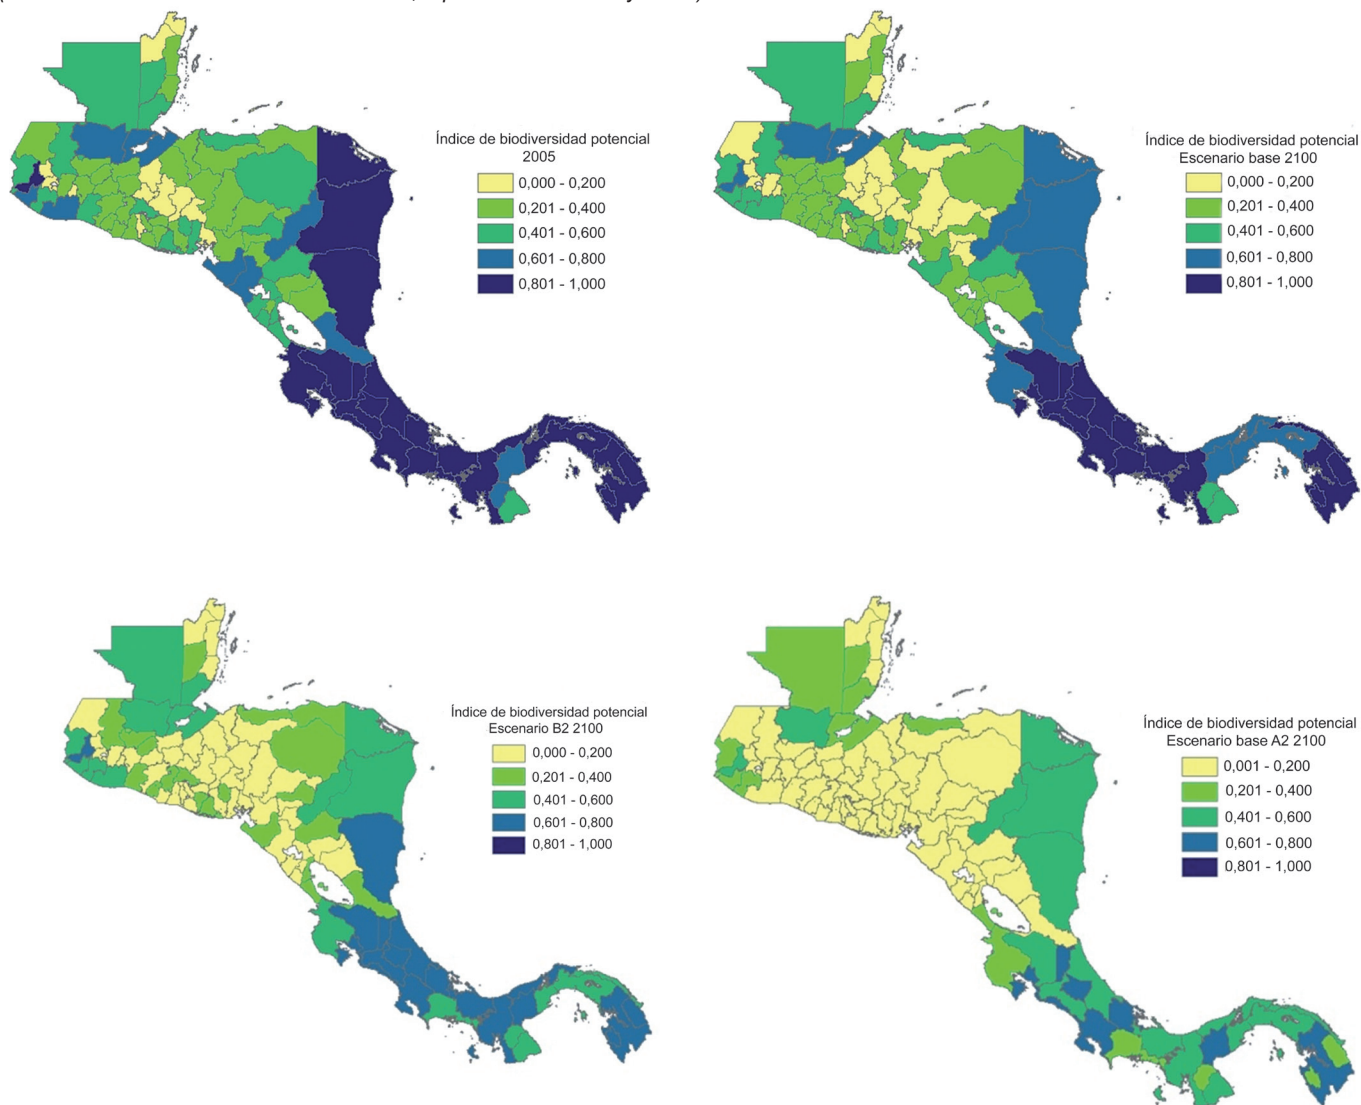 Índice de biodiversidad potencial
2005
0,000 - 0,200
0,201 - 0,400
0,401 - 0,600
0,601 - 0,800
0,801 - 1,000
Índice de biodiversidad potencial
Escenario base 2100
0,000 - 0,200
0,201 - 0,400
0,401 - 0,600
0,601 - 0,800
0,801 - 1,000
Índice de biodiversidad potencial
Escenario B2 2100
0,000 - 0,200
0,201 - 0,400
0,401 - 0,600
0,601 - 0,800
0,801 - 1,000
Índice de biodiversidad potencial
Escenario base A2 2100
0,001 - 0,200
0,201 - 0,400
0,401 - 0,600
0,601 - 0,800
0,801 - 1,000